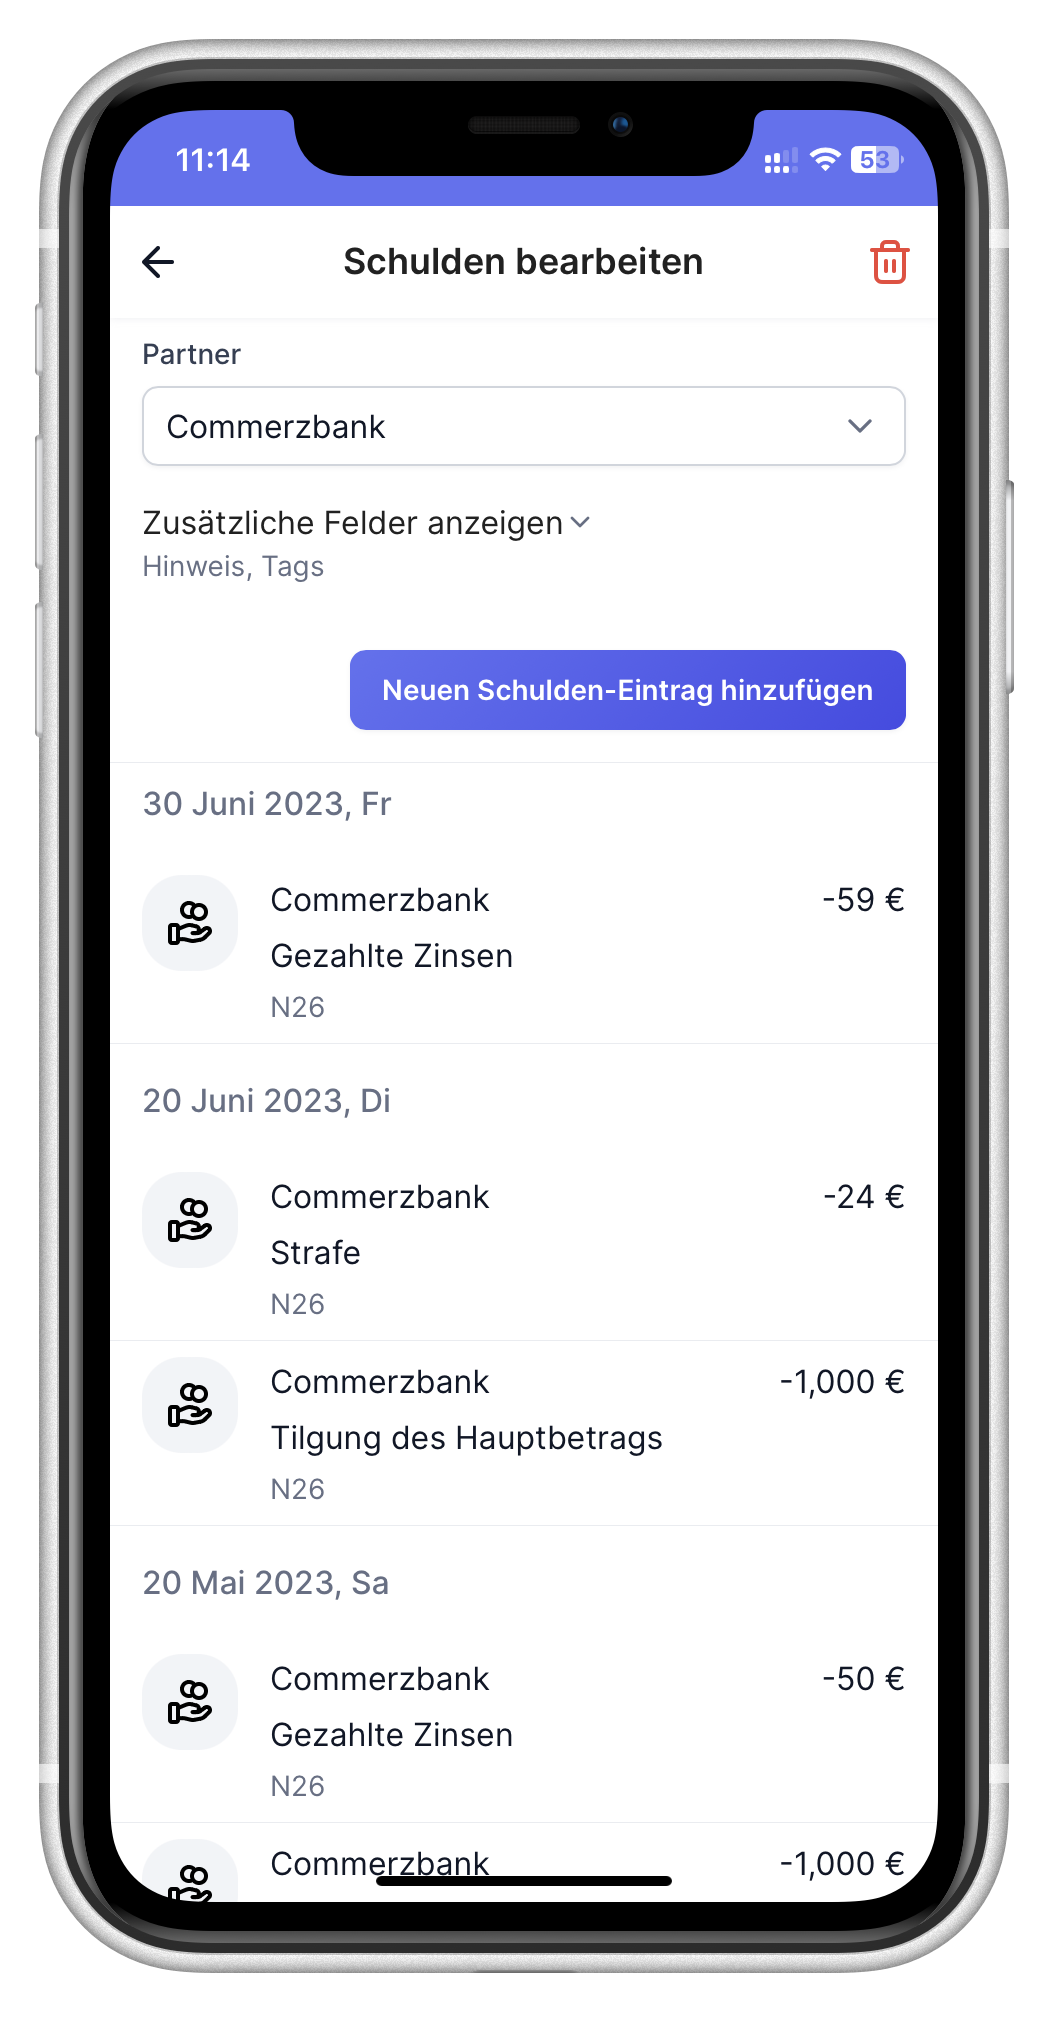 11:14
53
Schulden bearbeiten
Partner
Commerzbank
Zusätzliche Felder anzeigen
Hinweis, Tags
Neuen Schulden-Eintrag hinzufügen
30 Juni 2023, Fr
Commerzbank -59 €
Gezahlte Zinsen
N26
20 Juni 2023, Di
Commerzbank -24 €
Strafe
N26
Commerzbank -1,000 €
Tilgung des Hauptbetrags
N26
20 Mai 2023, Sa
Commerzbank -50 €
Gezahlte Zinsen
N26
Commerzbank -1,000 €